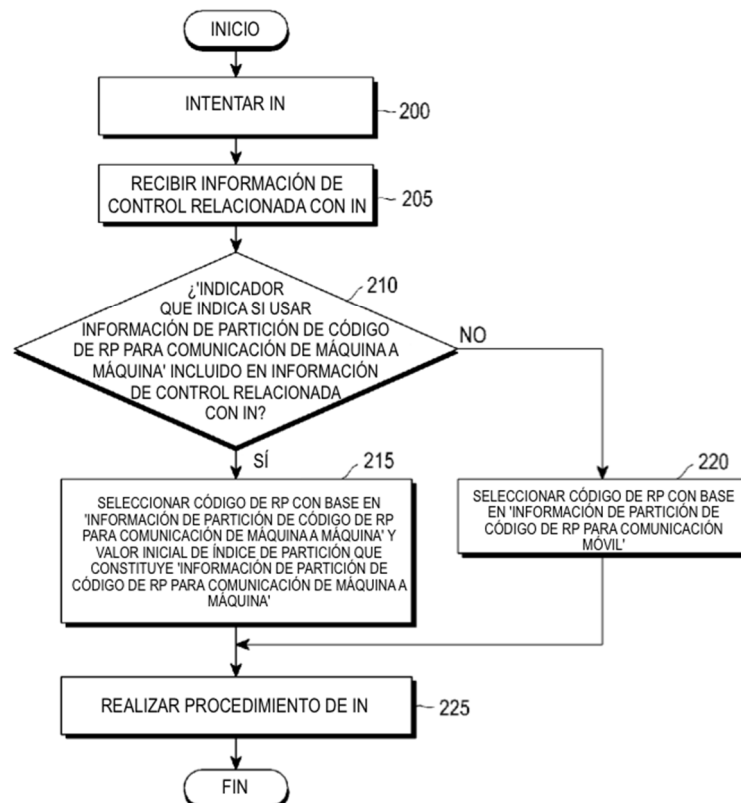 INICIO
INTENTAR IN
200
RECIBIR INFORMACIÓN DE
CONTROL RELACIONADA CON IN
205
210
¿'INDICADOR
QUE INDICA SI USAR
INFORMACIÓN DE PARTICIÓN DE CÓDIGO
DE RP PARA COMUNICACIÓN DE MÁQUINA A
MÁQUINA' INCLUIDO EN INFORMACIÓN
DE CONTROL RELACIONADA
CON IN?
NO
SÍ
215
SELECCIONAR CÓDIGO DE RP CON BASE EN
'INFORMACIÓN DE PARTICIÓN DE CÓDIGO DE RP
PARA COMUNICACIÓN DE MÁQUINA A MÁQUINA' Y
VALOR INICIAL DE ÍNDICE DE PARTICIÓN QUE
CONSTITUYE 'INFORMACIÓN DE PARTICIÓN DE
CÓDIGO DE RP PARA COMUNICACIÓN DE MÁQUINA A
MÁQUINA'
220
SELECCIONAR CÓDIGO DE RP CON BASE
EN 'INFORMACIÓN DE PARTICIÓN DE
CÓDIGO DE RP PARA COMUNICACIÓN
MÓVIL'
REALIZAR PROCEDIMIENTO DE IN
225
FIN